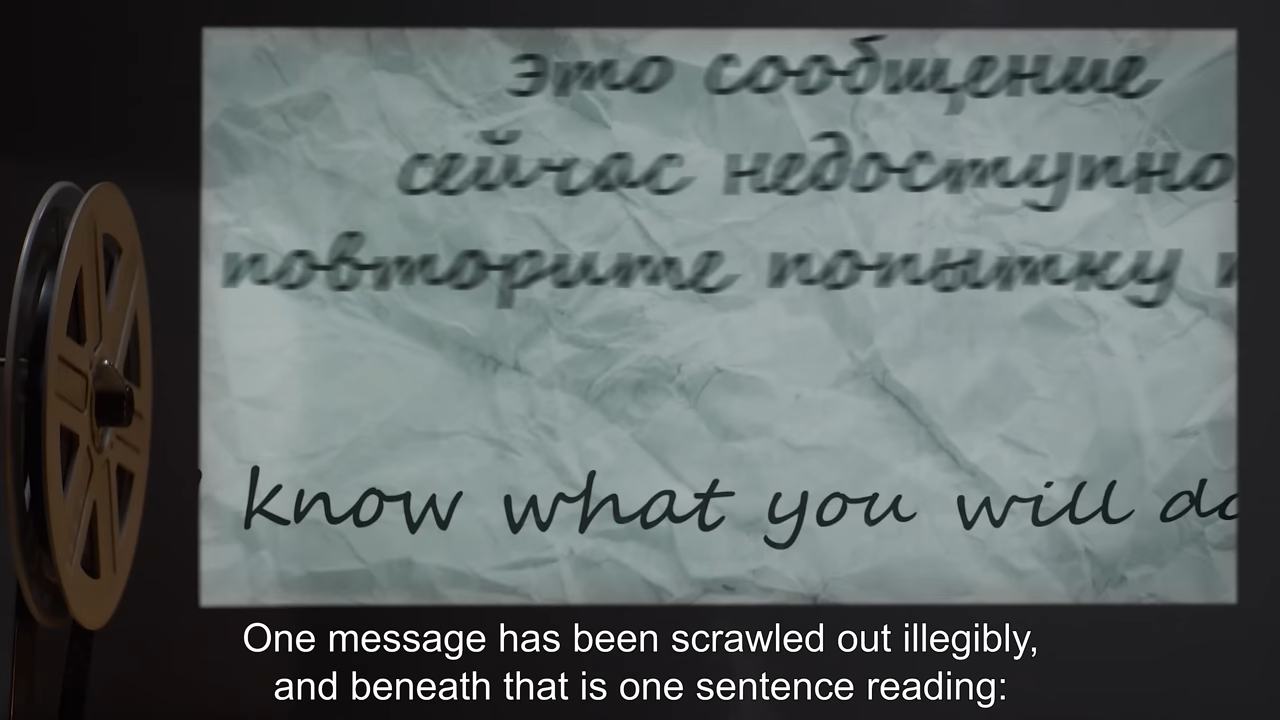 это сообщение
сейчас недоступно
повторите попытку
know what you will do
One message has been scrawled out illegibly,
and beneath that is one sentence reading: